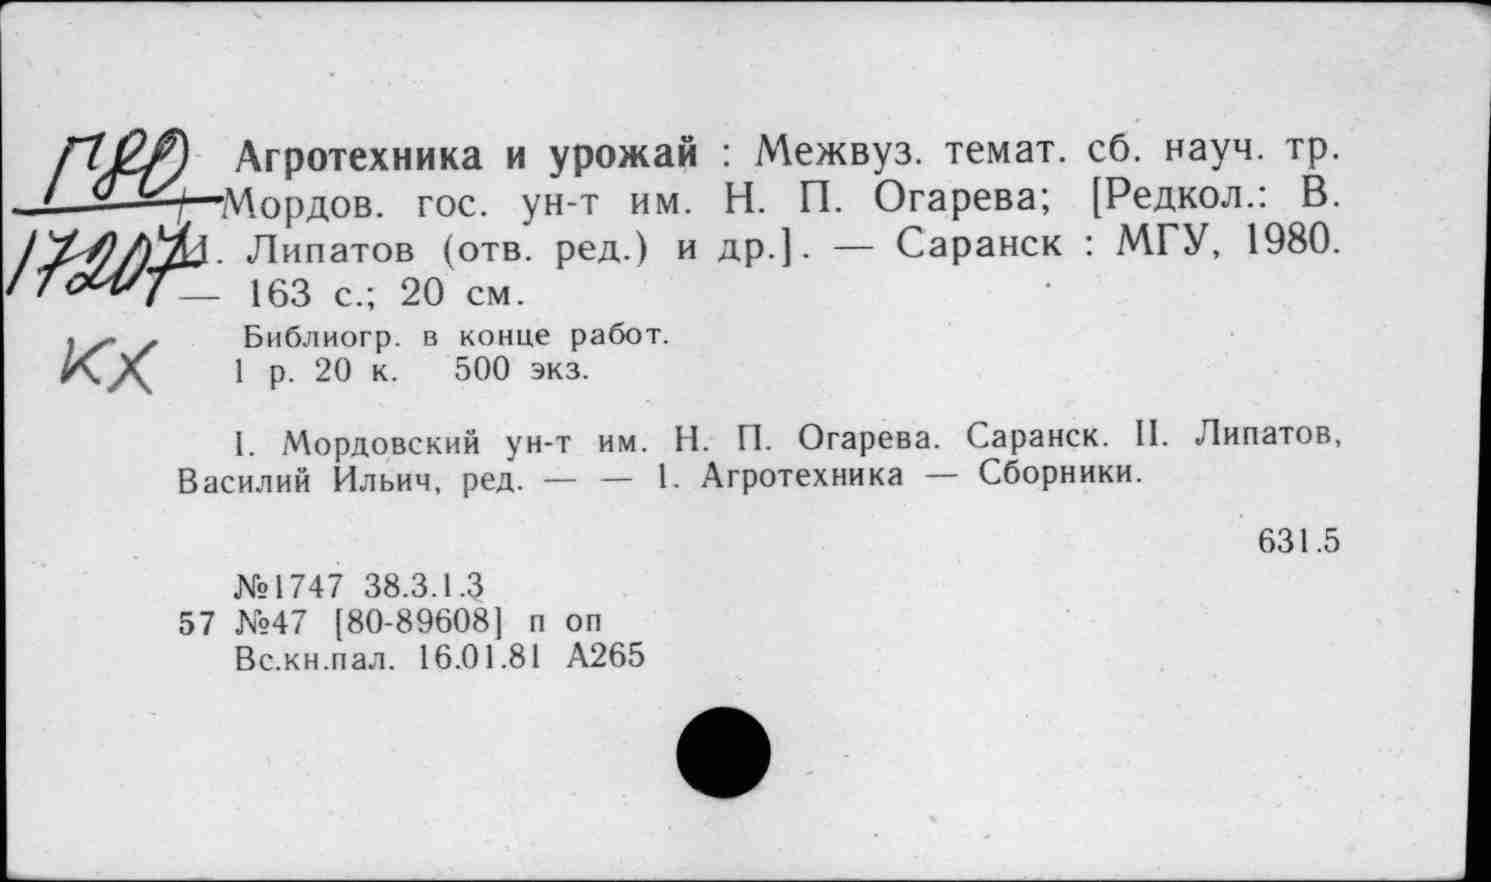 Агротехника и урожай : Межвуз. темат. сб. науч. тр.
/ Мордов. гос. ун-т им. Н. П. Огарева; [Редкол.: В.
И. Липатов (отв. ред.) и др.]. — Саранск : МГУ, 1980.
— 163 с.; 20 см.
КХ
Библиогр. в конце работ.
1 р. 20 к. 500 экз.
I. Мордовский ун-т им. Н. П. Огарева. Саранск. II. Липатов,
Василий Ильич, ред. — — 1. Агротехника — Сборники.
631.5
№1747 38.3.1.3
57 №47 [80-89608] п оп
Вс.кн.пал. 16.01.81 А265